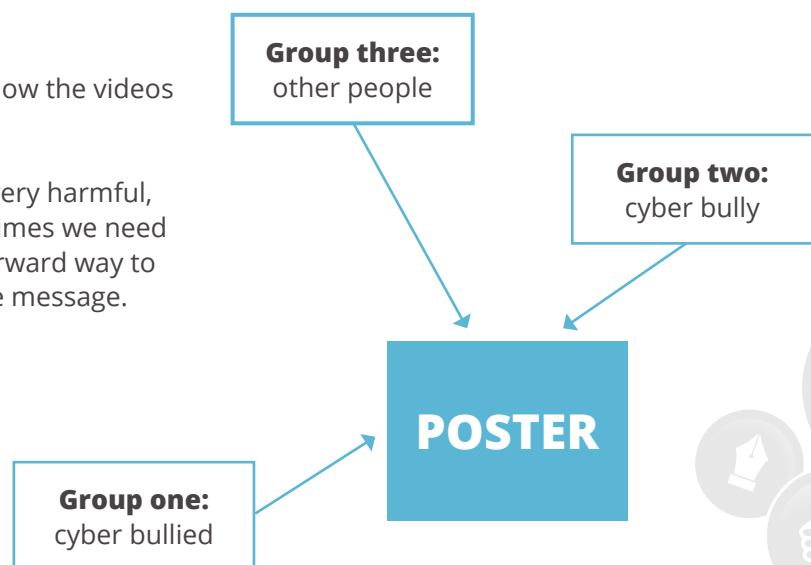 ow the videos
ery harmful,
imes we need
rward way to
e message.
Group three:
other people
Group two:
cyber bully
POSTER
Group one:
cyber bullied